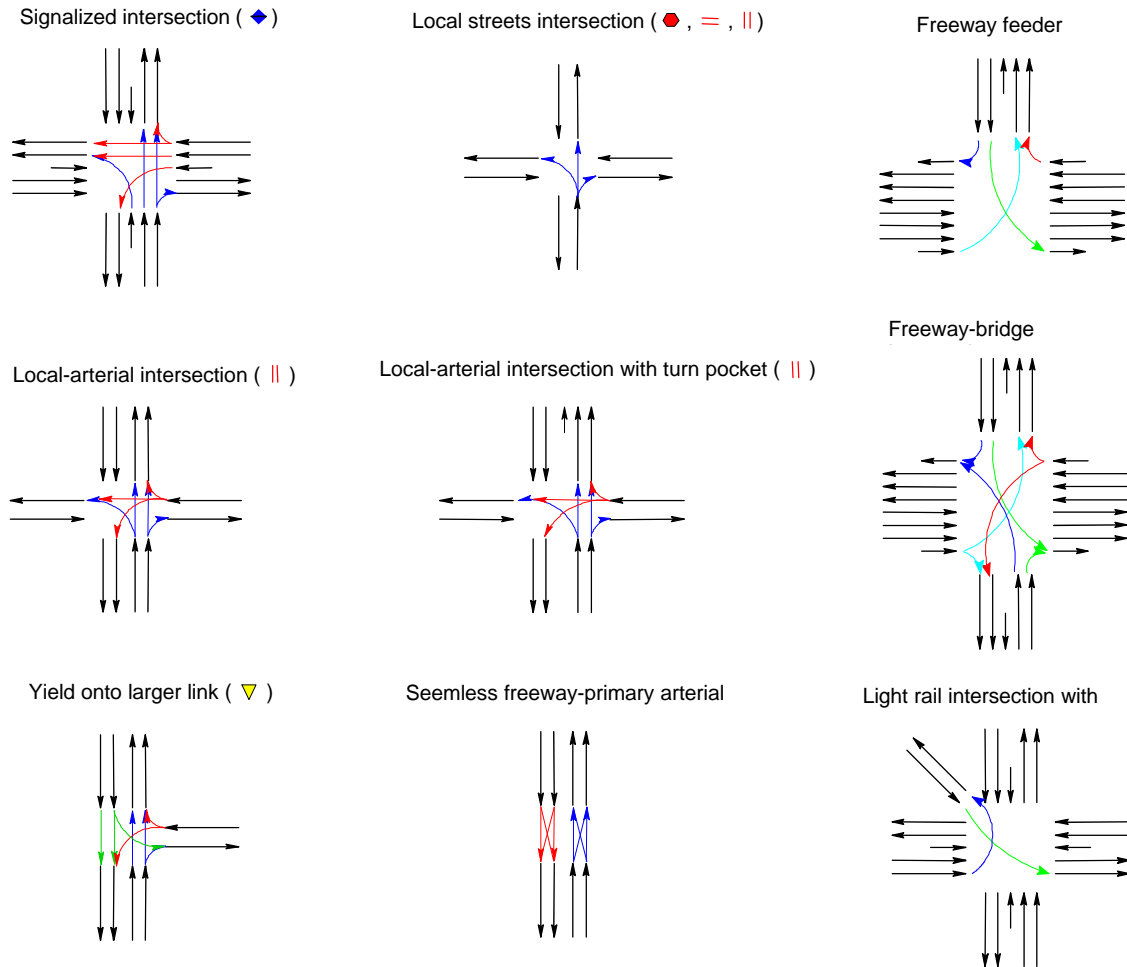 Signalized intersection ( )
Local streets intersection ( , = , || )
Freeway feeder
Local-arterial intersection ( || )
Local-arterial intersection with turn pocket ( || )
Freeway-bridge
Yield onto larger link ( )
Seemless freeway-primary arterial
Light rail intersection with